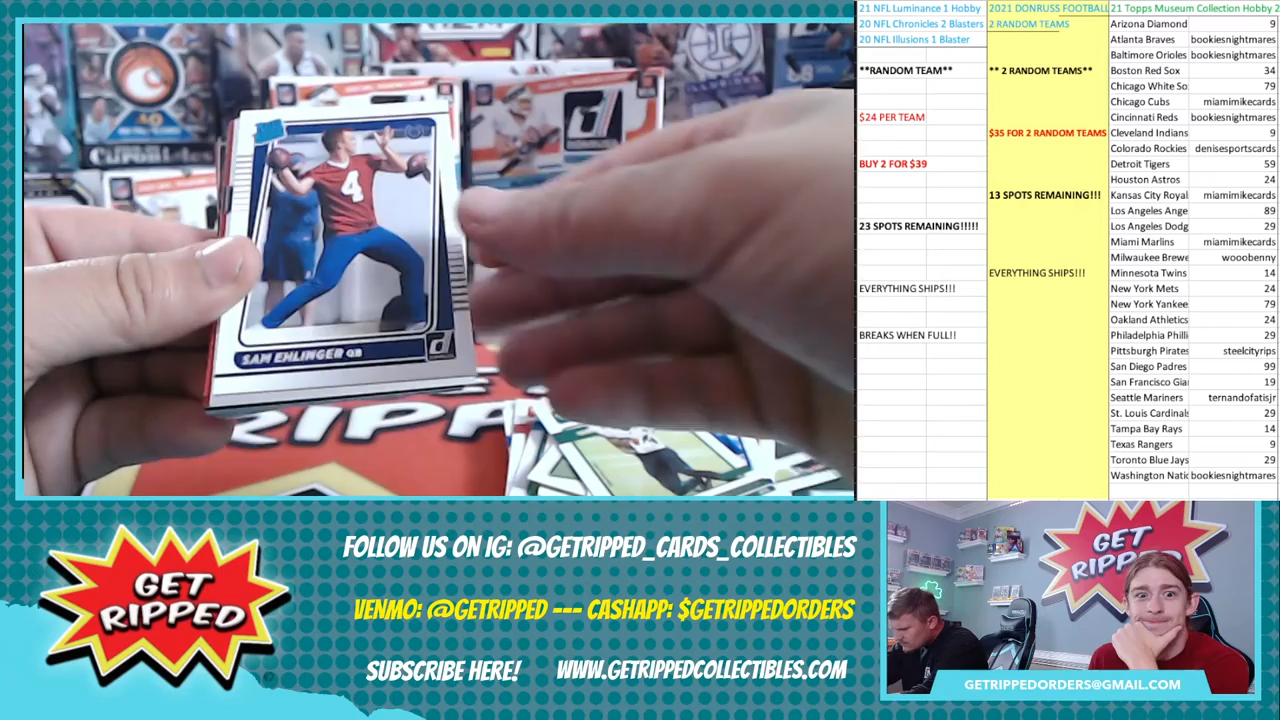 21 NFL Luminance 1 Hobby
20 NFL Chronicles 2 Blasters
20 NFL Illusions 1 Blaster
**RANDOM TEAM**
$24 PER TEAM
BUY 2 FOR $39
23 SPOTS REMAINING!!!!!
EVERYTHING SHIPS!!!
BREAKS WHEN FULL!!
2021 DONRUSS FOOTBALL
2 RANDOM TEAMS
** 2 RANDOM TEAMS**
$35 FOR 2 RANDOM TEAMS
13 SPOTS REMAINING!!!
EVERYTHING SHIPS!!!
21 Topps Museum Collection Hobby 2
Arizona Diamond 9
Atlanta Braves bookiesnightmares
Baltimore Orioles bookiesnightmares
Boston Red Sox 34
Chicago White So 79
Chicago Cubs miamimikecards
Cincinnati Reds bookiesnightmares
Cleveland Indians 9
Colorado Rockies denisesportscards
Detroit Tigers 59
Houston Astros 24
Kansas City Royal miamimikecards
Los Angeles Ange 89
Los Angeles Dodg 29
Miami Marlins miamimikecards
Milwaukee Brewe wooobenny
Minnesota Twins 14
New York Mets 24
New York Yankee 79
Oakland Athletics 24
Philadelphia Philli 29
Pittsburgh Pirates steelcityrips
San Diego Padres 99
San Francisco Gia 19
Seattle Mariners ternandofatisjr
St. Louis Cardinals 29
Tampa Bay Rays 14
Texas Rangers 9
Toronto Blue Jays 29
Washington Natio bookiesnightmares
4
SAM EHLINGER QB
RIPP
GET
RIPPED
FOLLOW US ON IG: @GETRIPPED_CARDS_COLLECTIBLES
VENMO: @GETRIPPED --- CASHAPP: $GETRIPPEDORDERS
SUBSCRIBE HERE!
WWW.GETRIPPEDCOLLECTIBLES.COM
GET
RIPPED
GETRIPPEDORDERS@GMAIL.COM